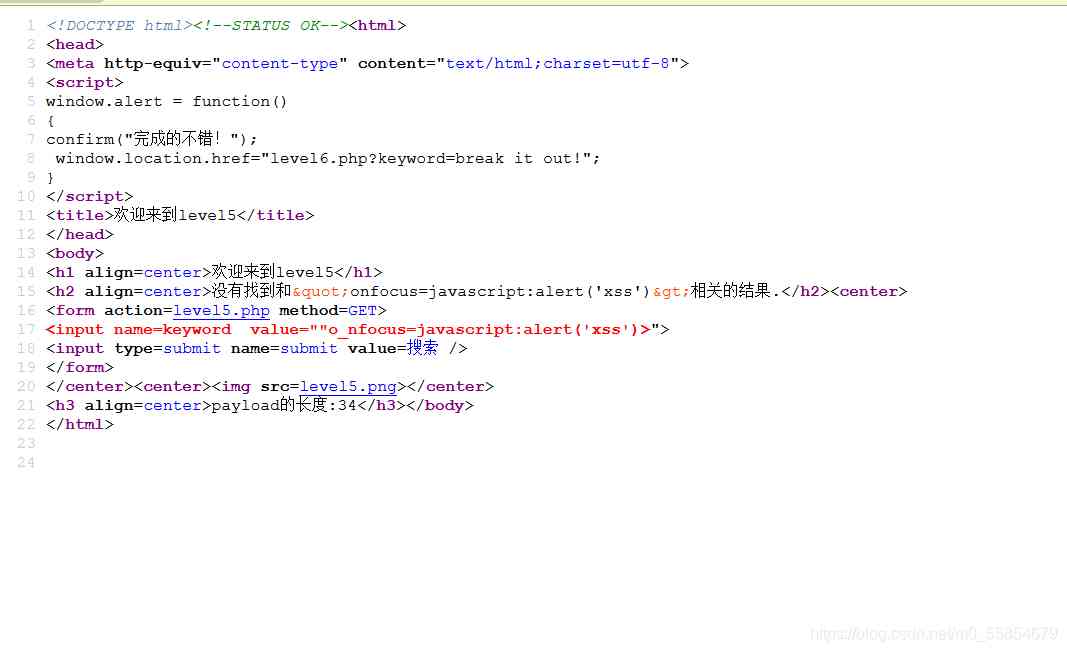 1 <!DOCTYPE html><!--STATUS OK--><html>
2 <head>
3 <meta http-equiv="content-type" content="text/html;charset=utf-8">
4 <script>
5 window.alert = function()
6 {
7 confirm("完成的不错！");
8  window.location.href="level6.php?keyword=break it out!";
9 }
10 </script>
11 <title>欢迎来到level5</title>
12 </head>
13 <body>
14 <h1 align=center>欢迎来到level5</h1>
15 <h2 align=center>没有找到和&quot;onfocus=javascript:alert('xss')&gt;相关的结果.</h2><center>
16 <form action=level5.php method=GET>
17 <input name=keyword  value=""o_nfocus=javascript:alert('xss')>">
18 <input type=submit name=submit value=搜索 />
19 </form>
20 </center><center><img src=level5.png></center>
21 <h3 align=center>payload的长度:34</h3></body>
22 </html>
23
24
https://blog.csdn.net/m0_55854679